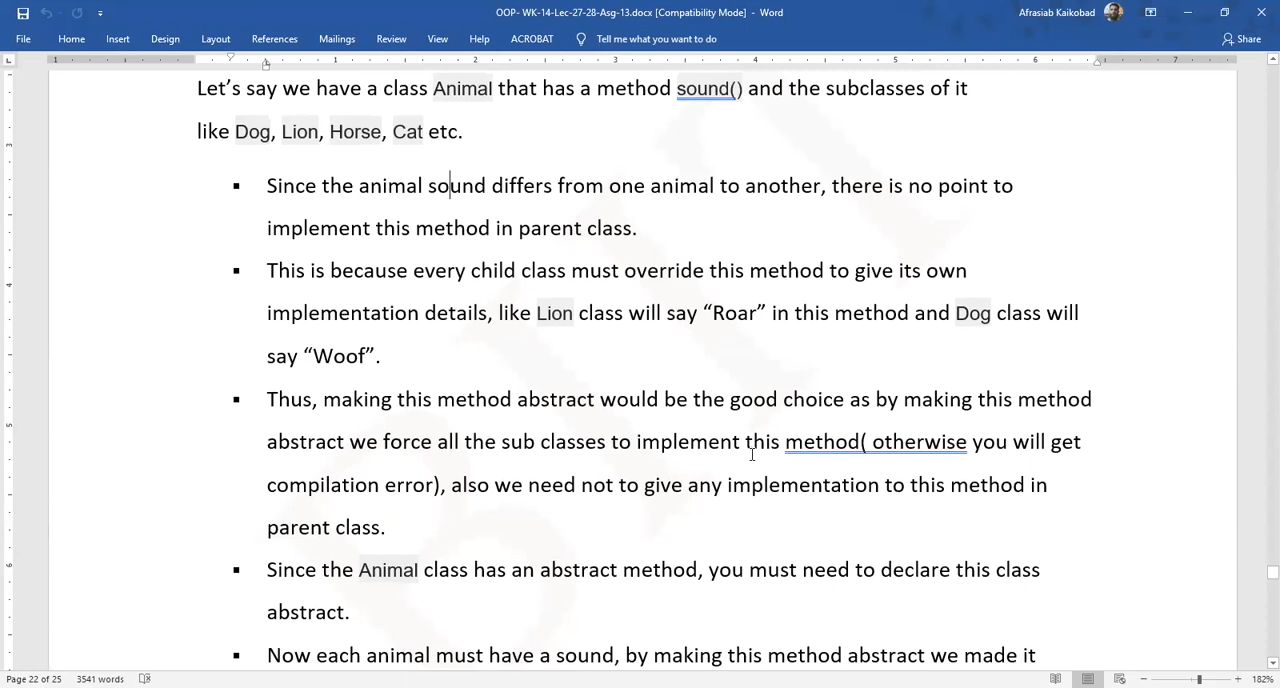 OOP- WK-14-Lec-27-28-Asg-13.docx [Compatibility Mode] - Word
Afrasiab Kaikobad
File Home Insert Design Layout References Mailings Review View Help ACROBAT Tell me what you want to do Share
1 1 2 3 4 5 6 7
Let’s say we have a class Animal that has a method sound() and the subclasses of it
like Dog, Lion, Horse, Cat etc.
▪ Since the animal sound differs from one animal to another, there is no point to
implement this method in parent class.
▪ This is because every child class must override this method to give its own
implementation details, like Lion class will say “Roar” in this method and Dog class will
say “Woof”.
▪ Thus, making this method abstract would be the good choice as by making this method
abstract we force all the sub classes to implement this method( otherwise you will get
compilation error), also we need not to give any implementation to this method in
parent class.
▪ Since the Animal class has an abstract method, you must need to declare this class
abstract.
▪ Now each animal must have a sound, by making this method abstract we made it
Page 22 of 25 3541 words 182%